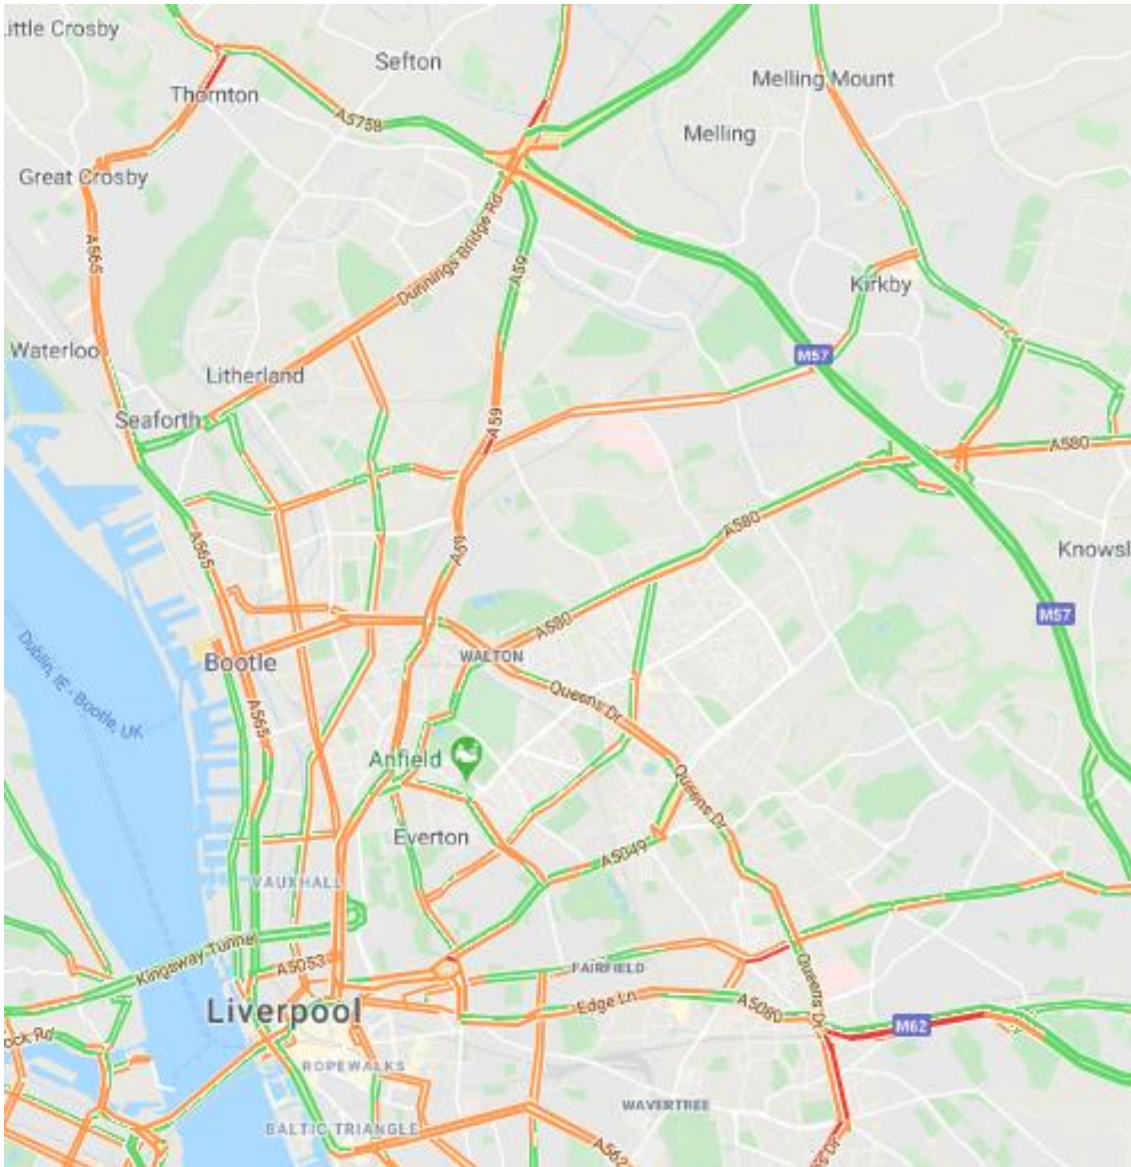 Little Crosby
Sefton
Melling Mount
Thornton
A5758
Melling
Great Crosby
A565
Dunnings Bridge Rd
A59
Kirkby
Waterloo
M57
Litherland
Seaforth
A59
A580
A580
A565
A59
Knowsl
M57
A580
Dublin, IE - Bootle, UK
Bootle
WALTON
A565
Queens Dr
Anfield
Queens Dr
Everton
A5049
VAUXHALL
Kingsway Tunnel
A5053
FAIRFIELD
Queens Dr
Liverpool
Edge Ln
A5080
M62
ock Rd
ROPEWALKS
WAVERTREE
BALTIC TRIANGLE
A562
s Dr